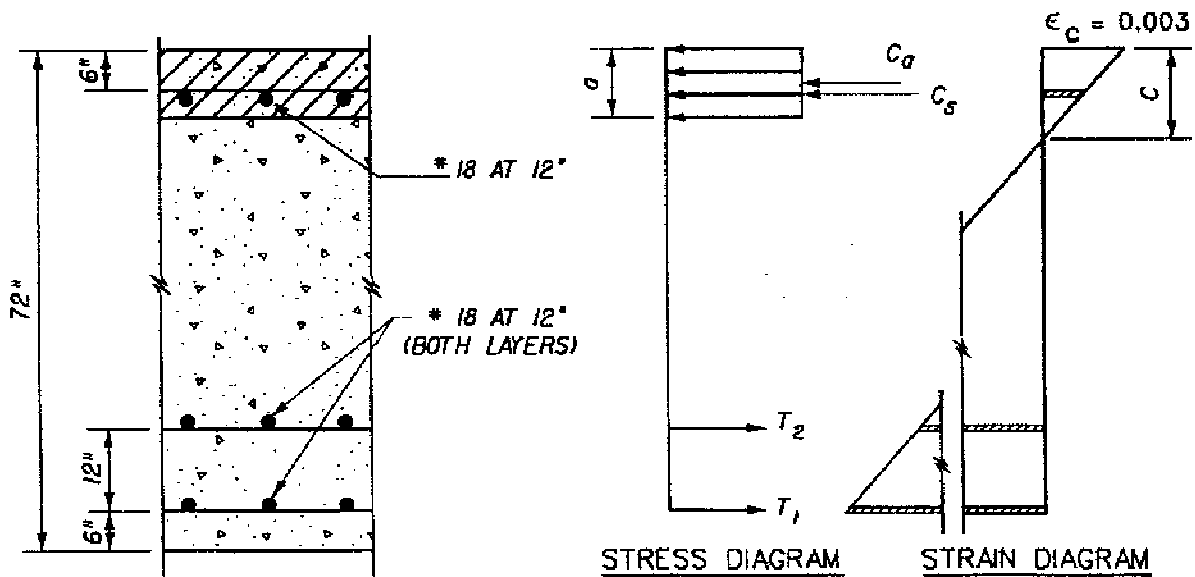 ϵc = 0.003
6"
a
Ca
Cs
C
# 18 AT 12"
72"
# 18 AT 12"
(BOTH LAYERS)
T2
12"
T1
6"
STRESS DIAGRAM
STRAIN DIAGRAM